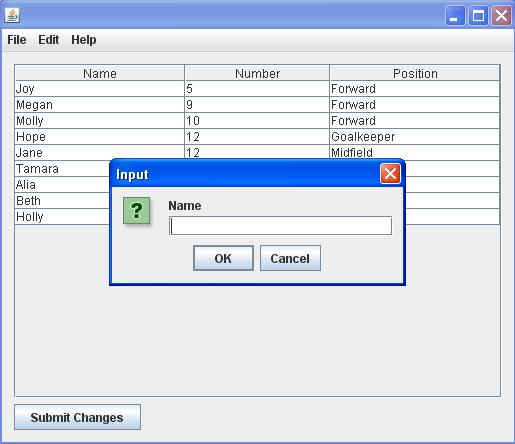 File Edit Help
Name Number Position
Joy 5 Forward
Megan 9 Forward
Molly 10 Forward
Hope 12 Goalkeeper
Jane 12 Midfield
Tamara
Alia
Beth
Holly
Input
?
Name
OK Cancel
Submit Changes